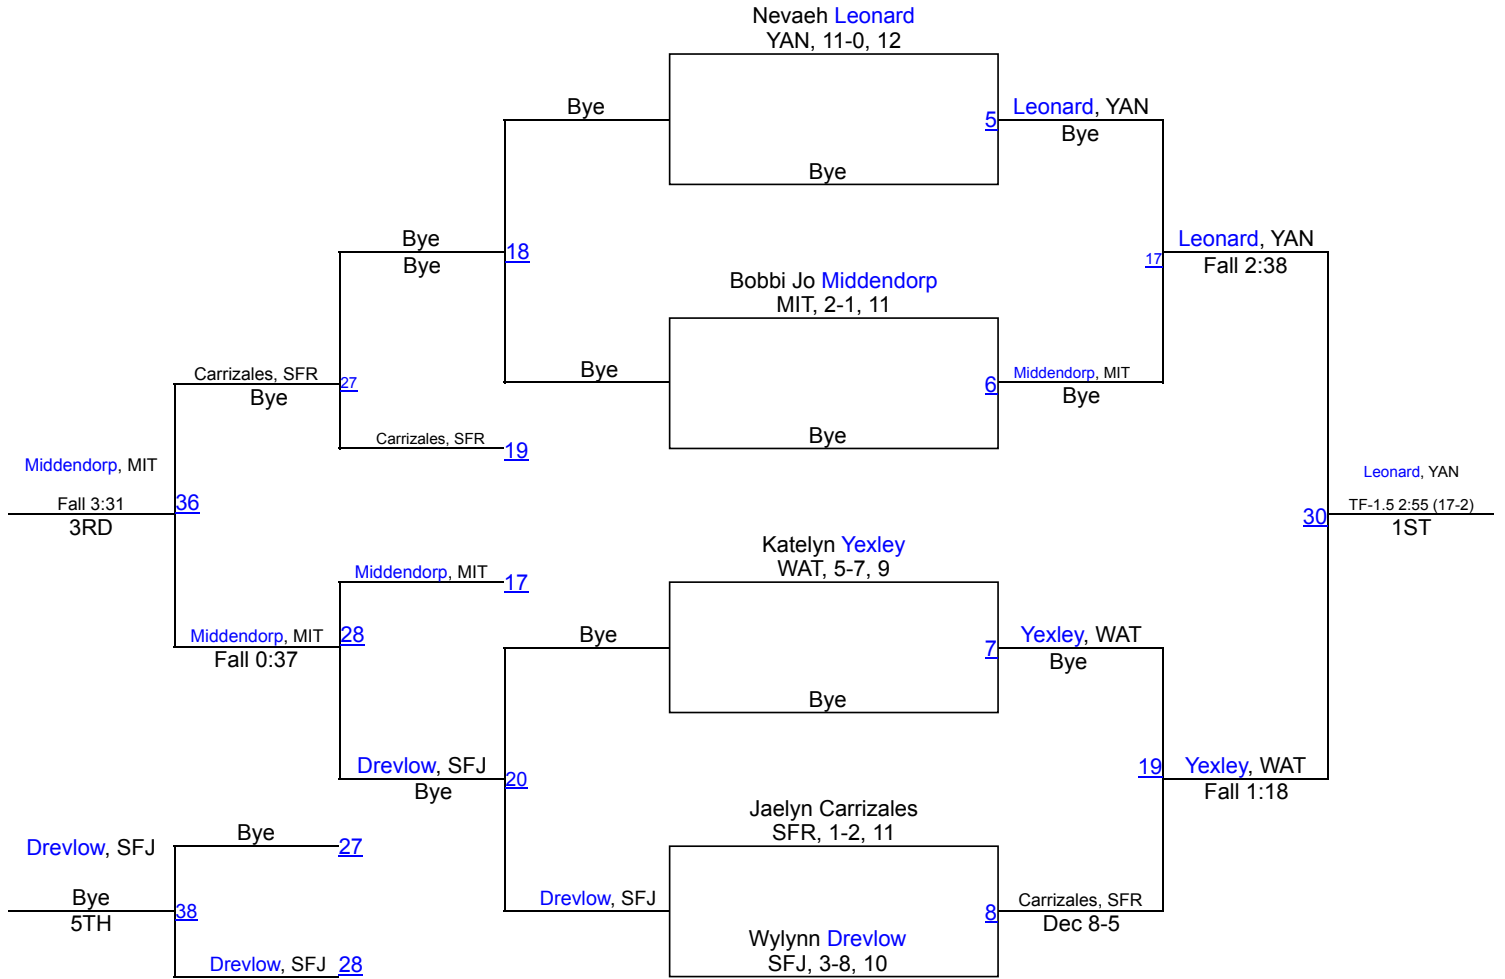 Nevaeh Leonard
YAN, 11-0, 12
Bye
5
Leonard, YAN
Bye
Bye
Bye
Bye
18
Leonard, YAN
17
Fall 2:38
Bobbi Jo Middendorp
MIT, 2-1, 11
Bye
Carrizales, SFR
27
Bye
6
Middendorp, MIT
Bye
Bye
Carrizales, SFR
19
Middendorp, MIT
Fall 3:31
36
3RD
Leonard, YAN
30
TF-1.5 2:55 (17-2)
1ST
Katelyn Yexley
WAT, 5-7, 9
Middendorp, MIT
17
Middendorp, MIT
28
Fall 0:37
Bye
7
Yexley, WAT
Bye
Bye
Drevlow, SFJ
20
Bye
19
Yexley, WAT
Fall 1:18
Jaelyn Carrizales
SFR, 1-2, 11
Drevlow, SFJ
Bye
27
Bye
38
5TH
Drevlow, SFJ
28
Drevlow, SFJ
8
Carrizales, SFR
Dec 8-5
Wylynn Drevlow
SFJ, 3-8, 10